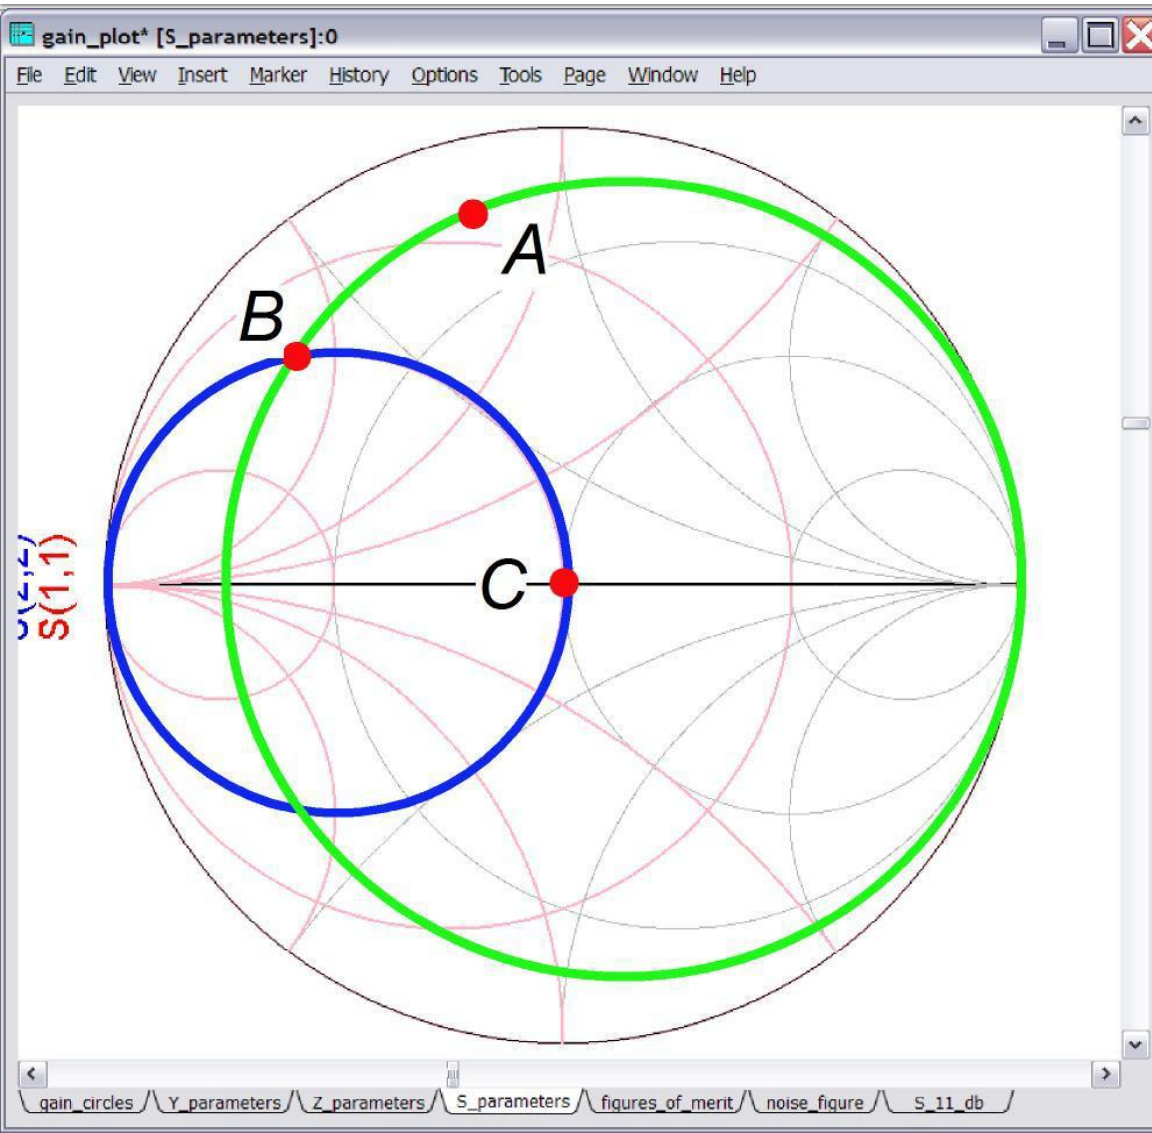 gain_plot* [S_parameters]:0
File Edit View Insert Marker History Options Tools Page Window Help
A
B
C
S(1,1)
gain_circles Y_parameters Z_parameters S_parameters figures_of_merit noise_figure S_11_db